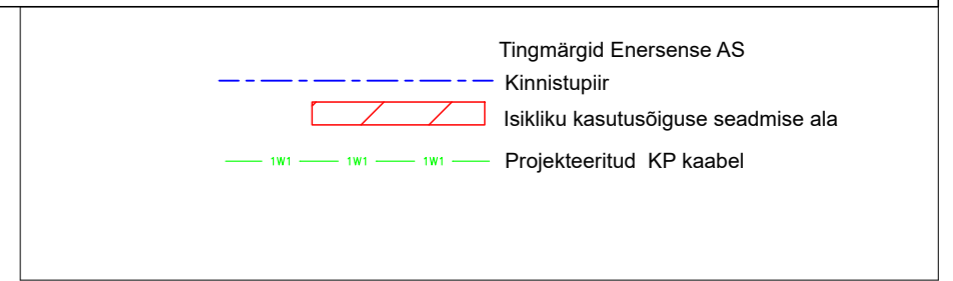 Tingmärgid Enersense AS
Kinnistupiir
Isikliku kasutusõiguse seadmise ala
1W1 1W1 1W1 Projekteeritud KP kaabel